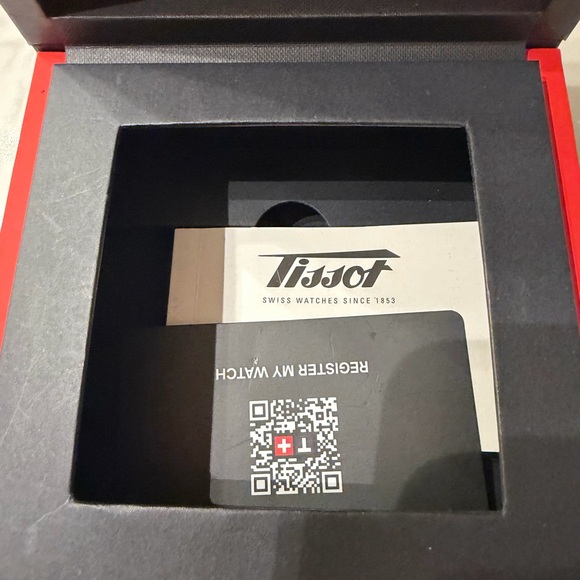 Tissot
SWISS WATCHES SINCE 1853
REGISTER MY WATCH